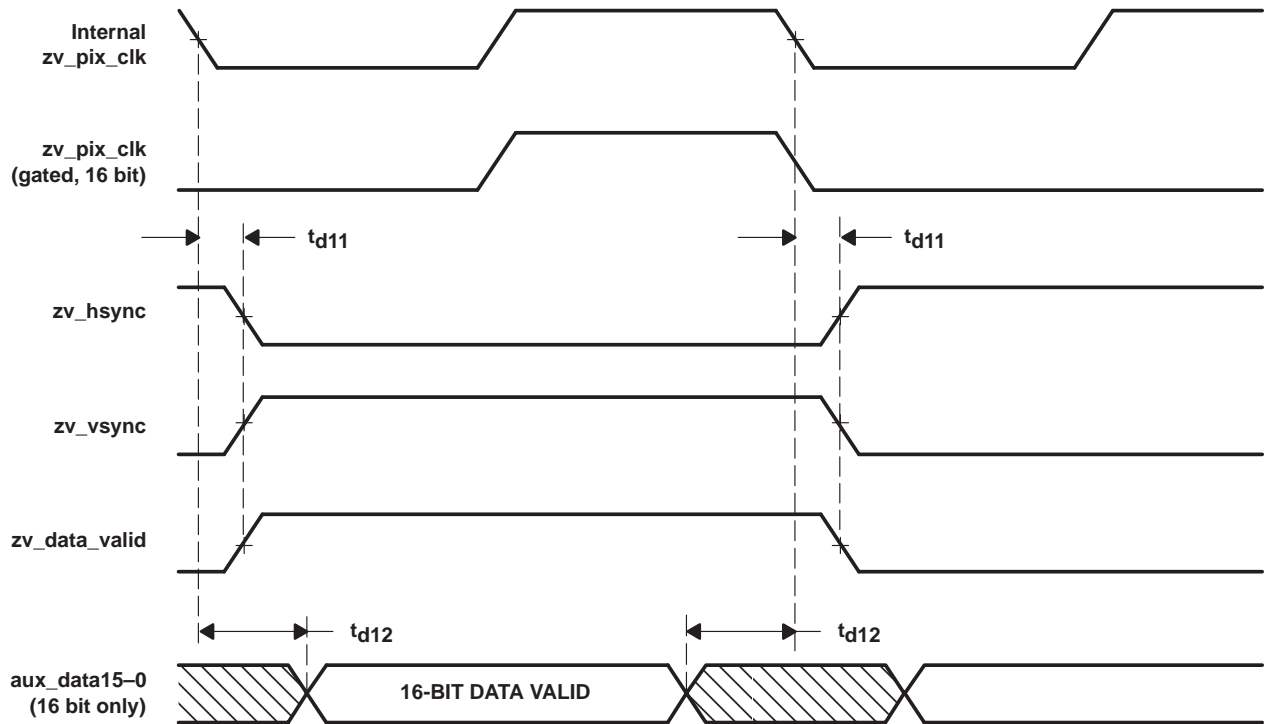 Internal
zv_pix_clk
zv_pix_clk
(gated, 16 bit)
td11
td11
zv_hsync
zv_vsync
zv_data_valid
td12
td12
aux_data15–0
(16 bit only)
16-BIT DATA VALID